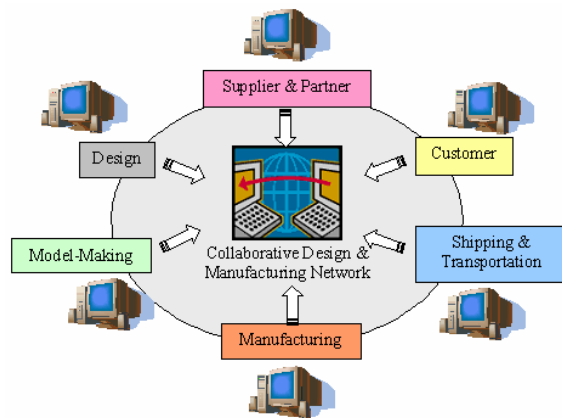 Supplier & Partner
Design
Customer
Model-Making
Collaborative Design &
Manufacturing Network
Shipping &
Transportation
Manufacturing